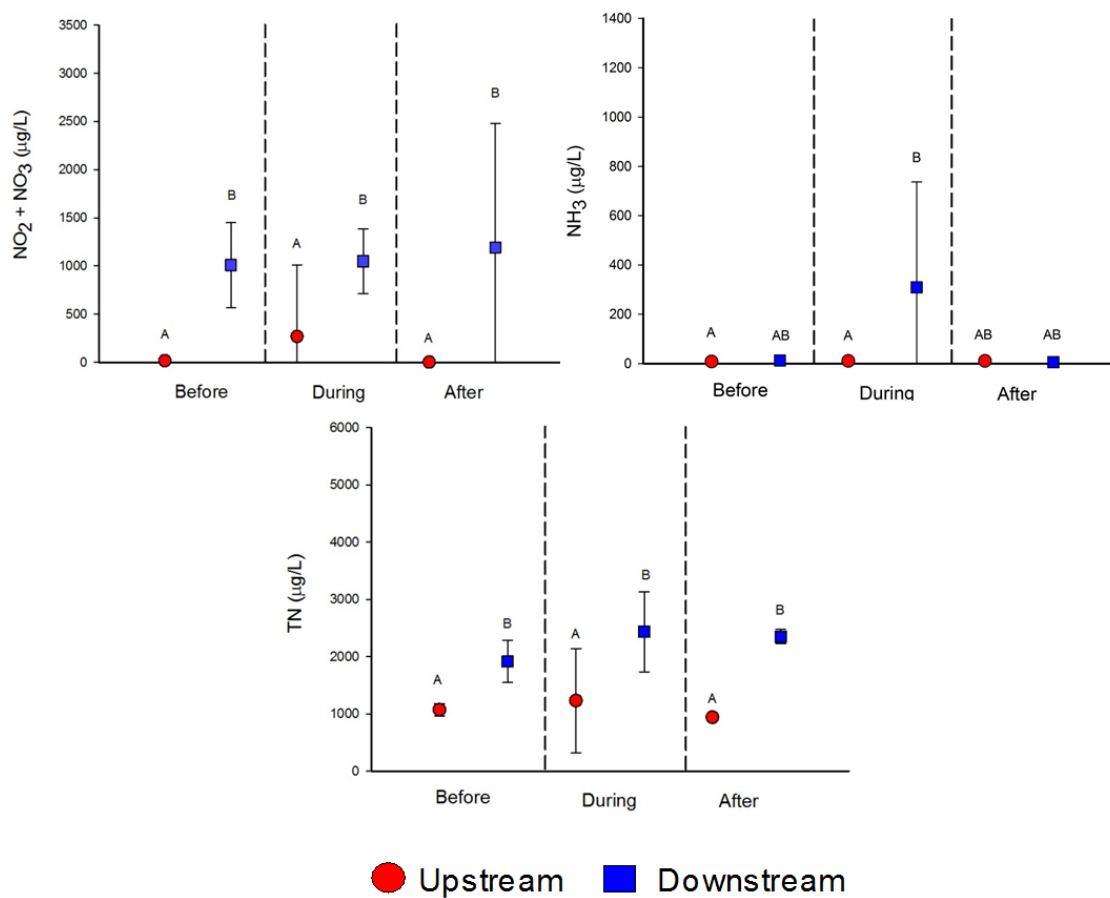 3500
3000
2500
2000
1500
1000
500
0
NO2 + NO3 (µg/L)
A
B
A
B
A
B
Before
During
After
1400
1200
1000
800
600
400
200
0
NH3 (µg/L)
A
AB
A
B
AB
AB
Before
During
After
6000
5000
4000
3000
2000
1000
0
TN (µg/L)
A
B
A
B
A
B
Before
During
After
Upstream Downstream